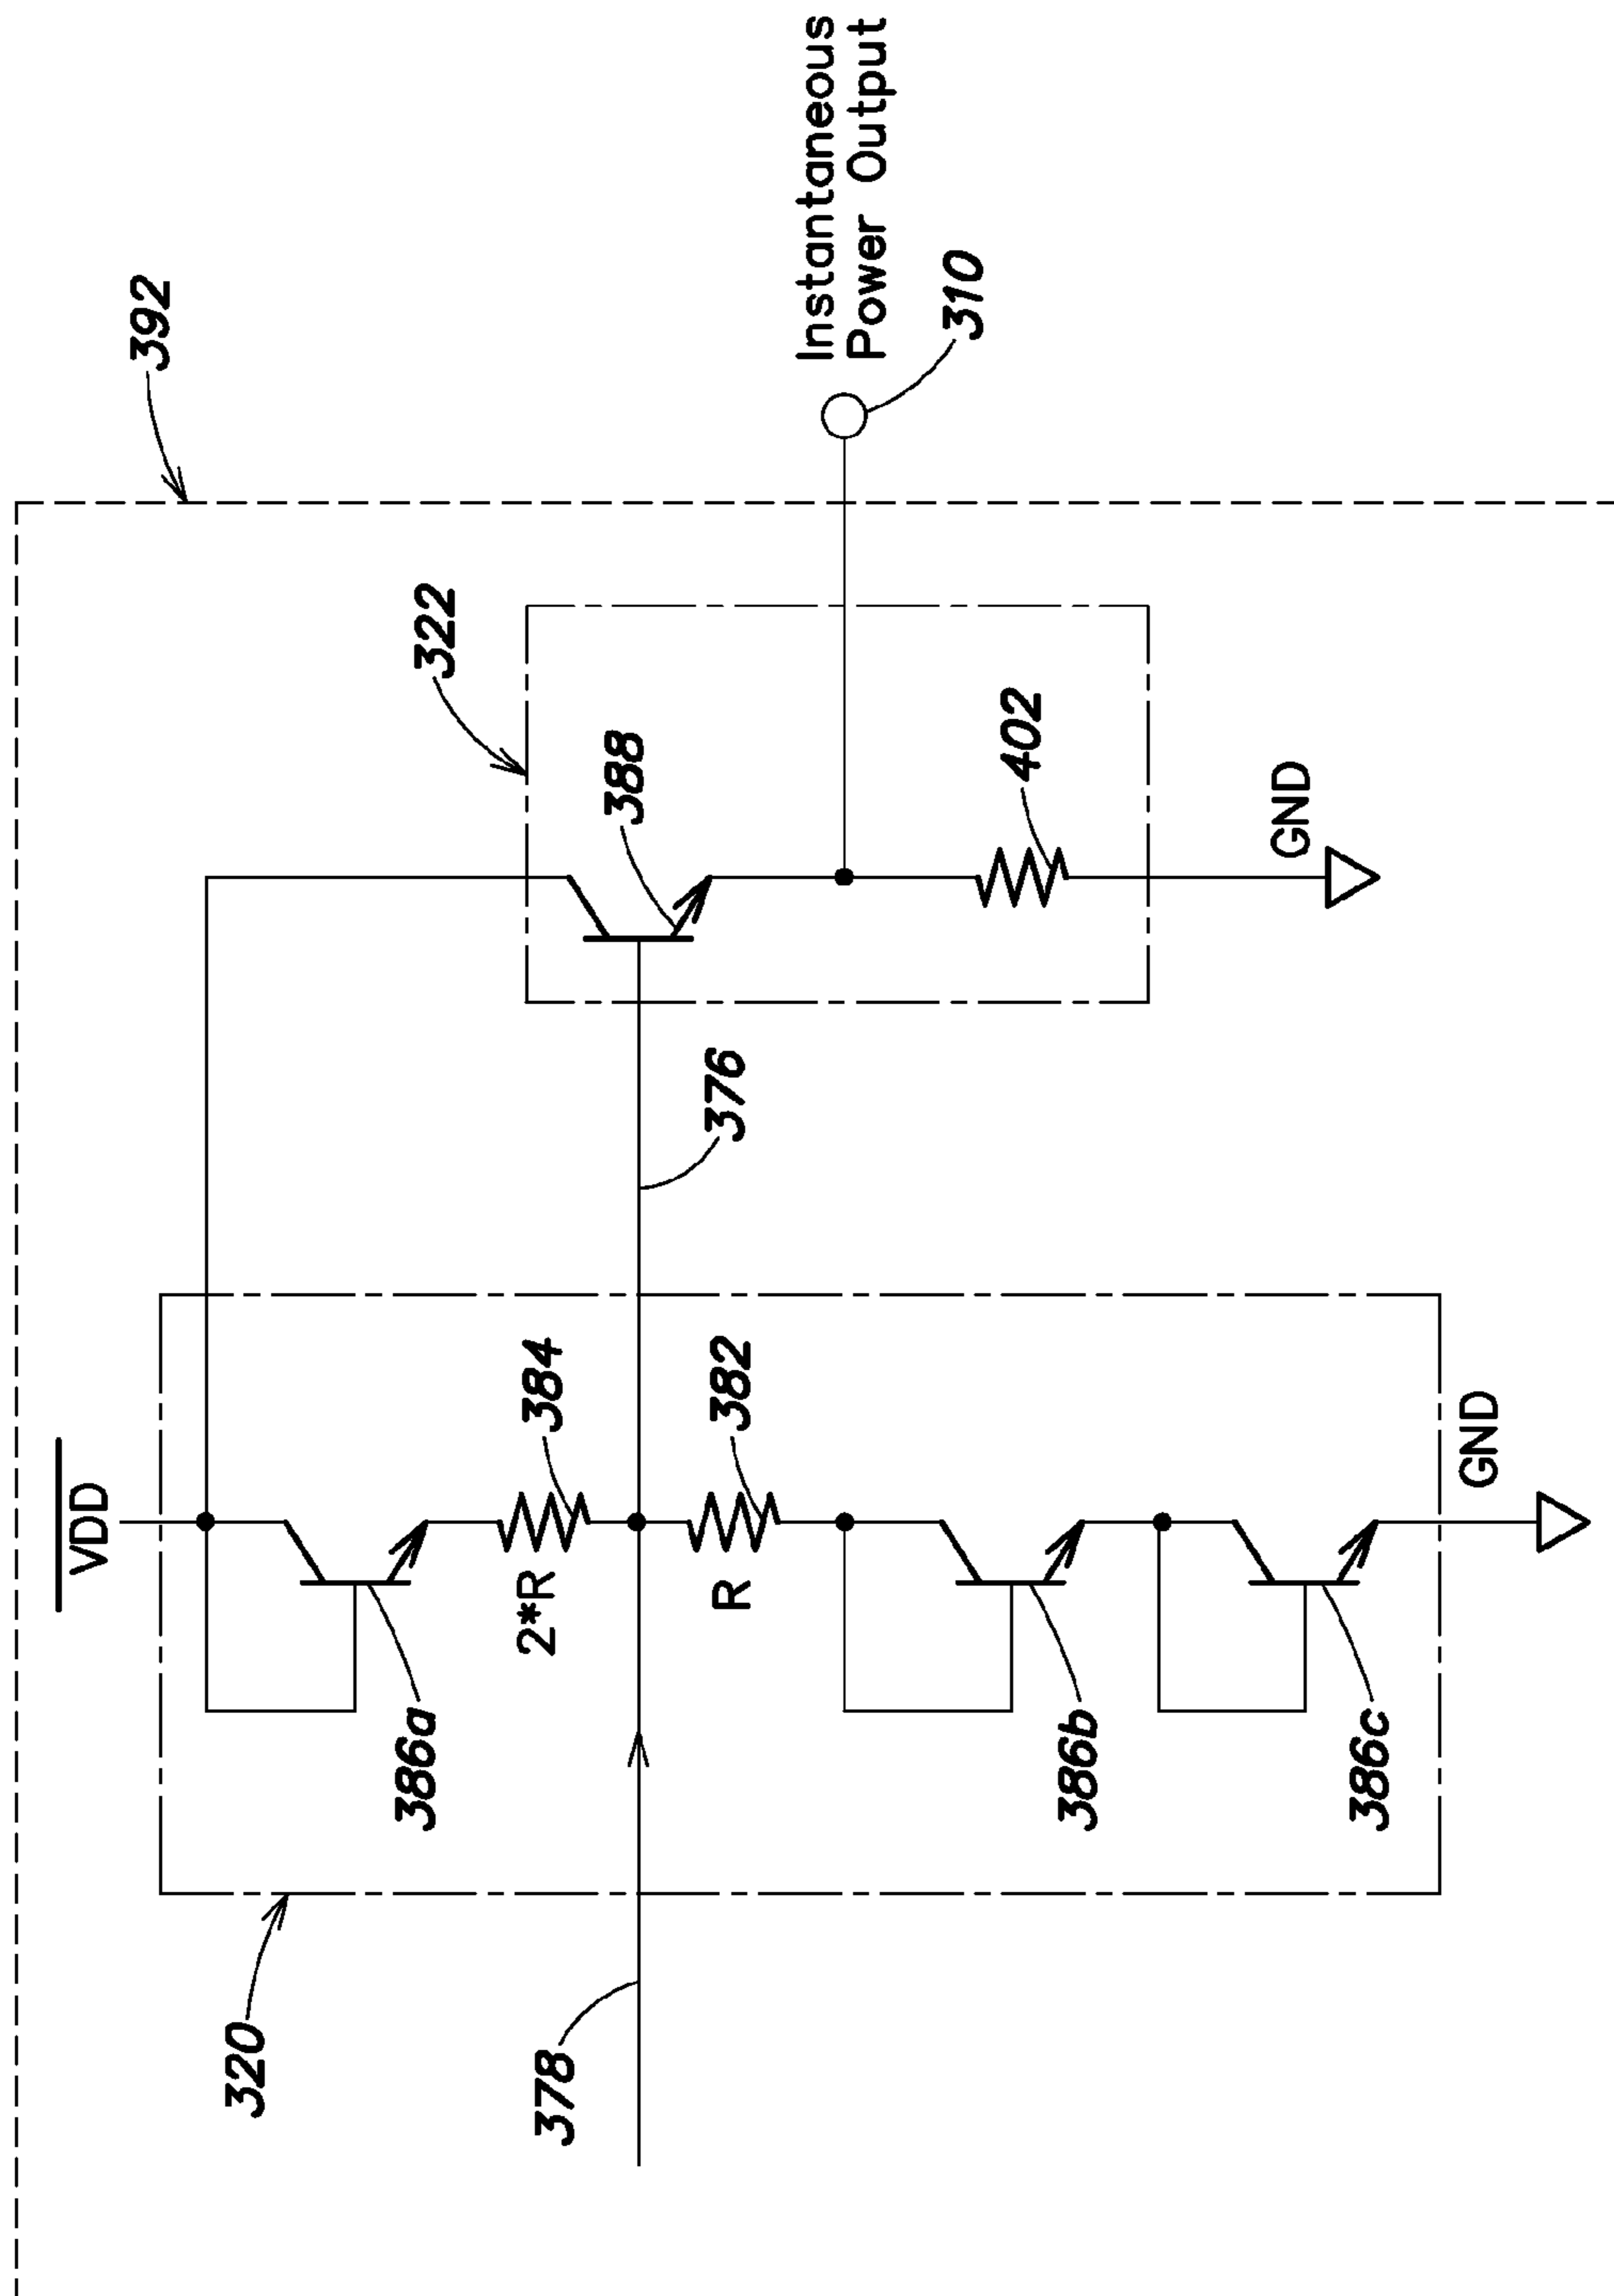 392
VDD
320
322
386a
2*R
384
388
378
376
Instantaneous
Power Output
310
R
382
402
386b
GND
386c
GND